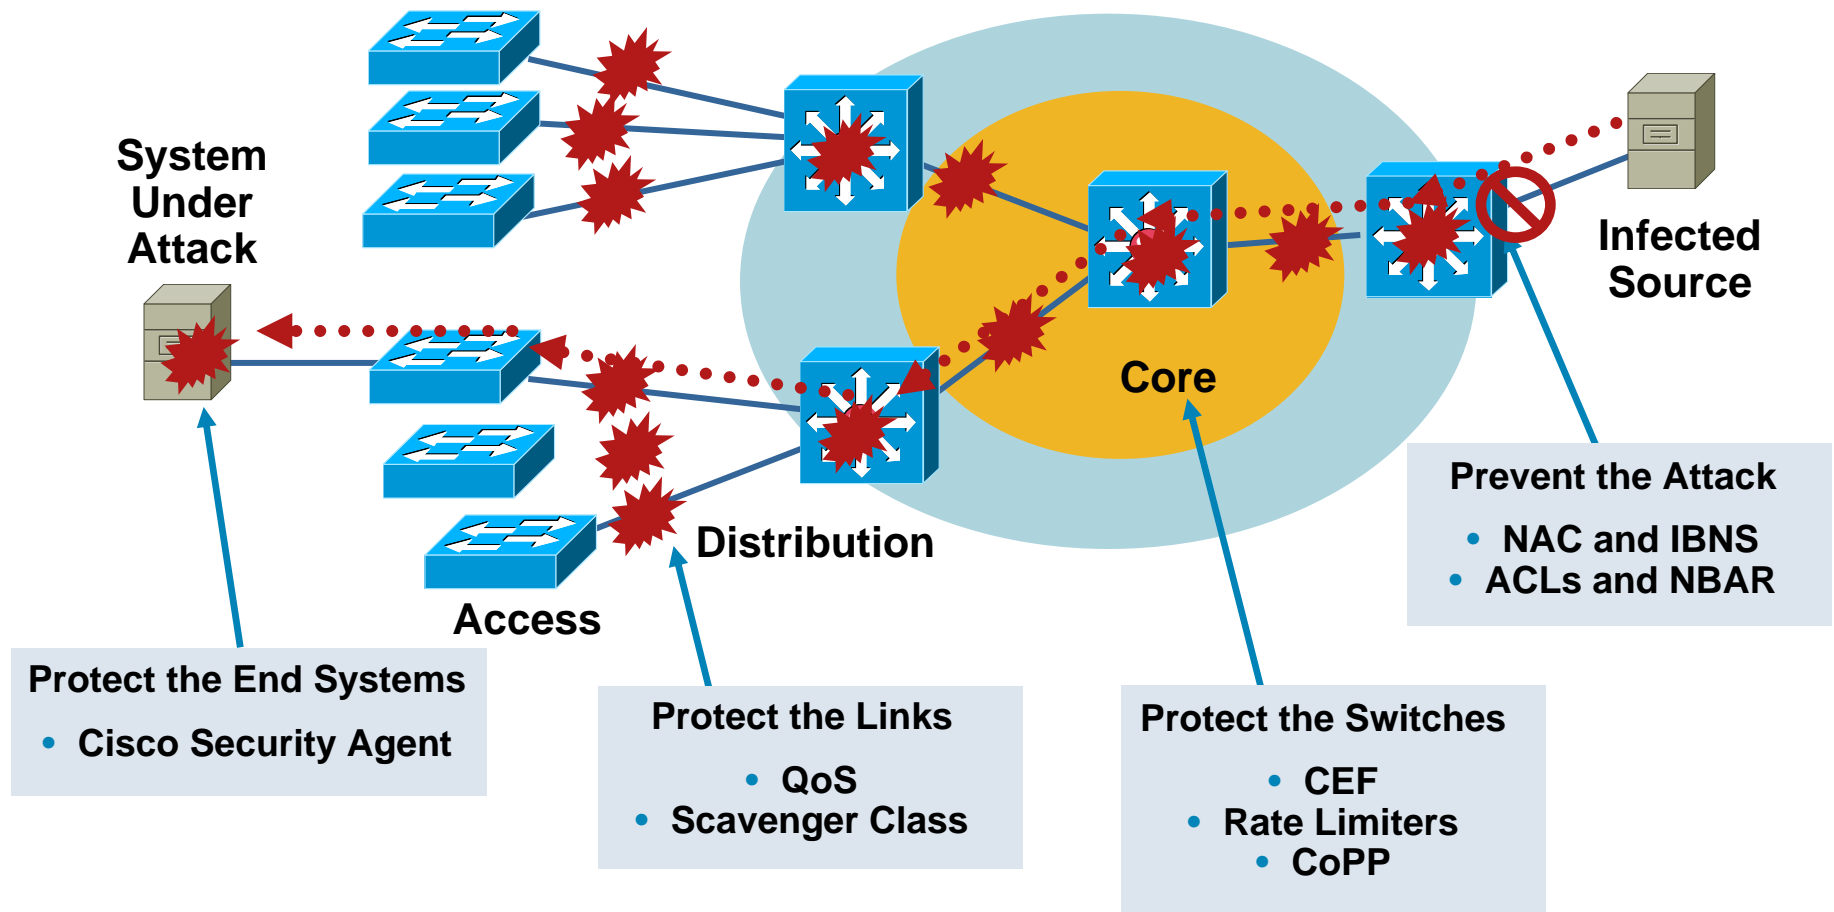 System
Under
Attack
Infected
Source
Core
Distribution
Access
Prevent the Attack
• NAC and IBNS
• ACLs and NBAR
Protect the End Systems
• Cisco Security Agent
Protect the Links
• QoS
• Scavenger Class
Protect the Switches
• CEF
• Rate Limiters
• CoPP